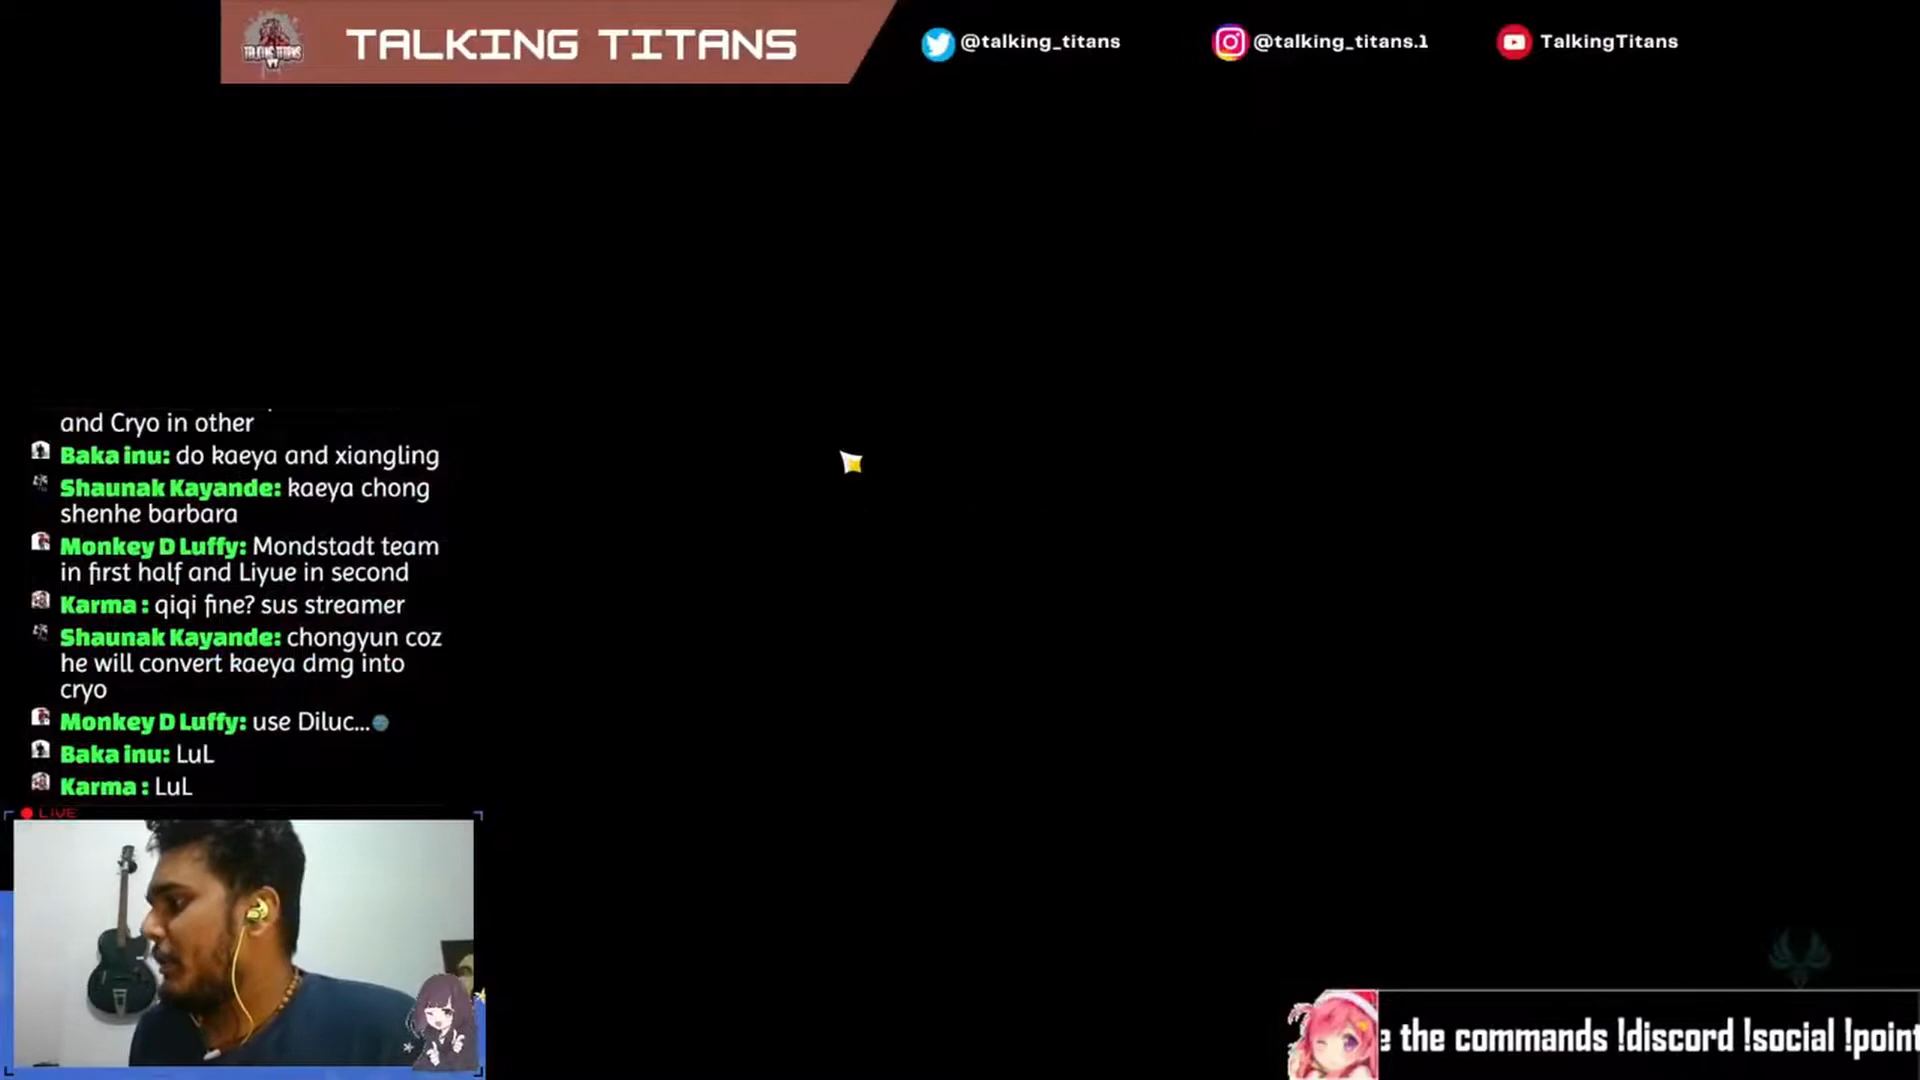 TALKING TITANS
TALKING TITANS
@talking_titans
@talking_titans.1
TalkingTitans
and Cryo in other
Baka inu: do kaeya and xiangling
Shaunak Kayande: kaeya chong
shenhe barbara
Monkey D Luffy: Mondstadt team
in first half and Liyue in second
Karma : qiqi fine? sus streamer
Shaunak Kayande: chongyun coz
he will convert kaeya dmg into
cryo
Monkey D Luffy: use Diluc...
Baka inu: LuL
Karma : LuL
LIVE
e the commands !discord !social !point